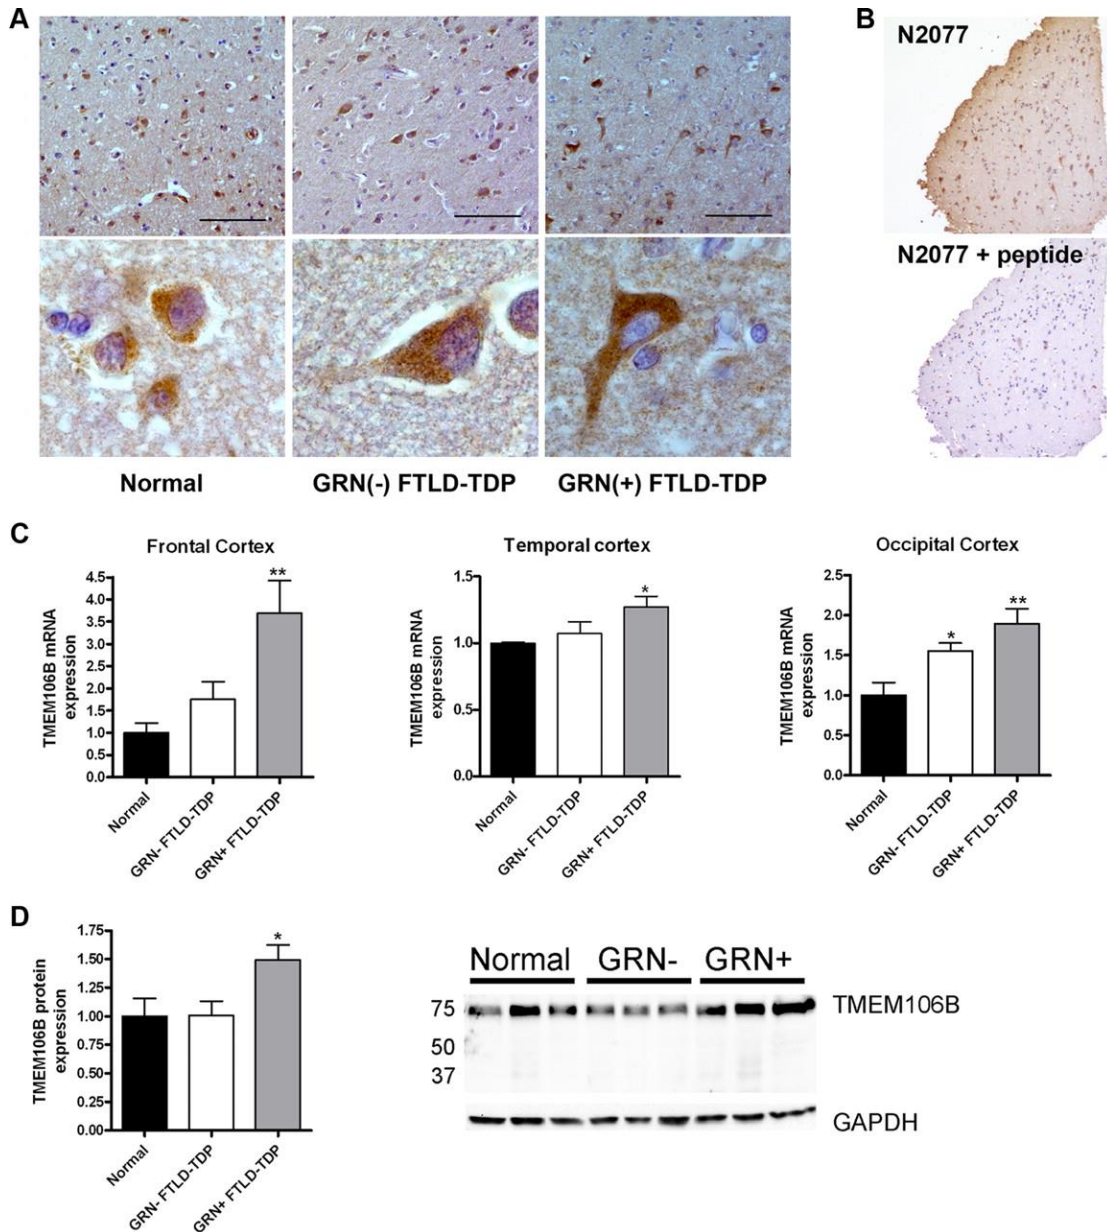 A
B
N2077
N2077 + peptide
Normal
GRN(-) FTLD-TDP
GRN(+) FTLD-TDP
C
Frontal Cortex
TMEM106B mRNA
expression
4.5
4.0
3.5
3.0
2.5
2.0
1.5
1.0
0.5
0.0
**
Normal
GRN- FTLD-TDP
GRN+ FTLD-TDP
Temporal cortex
TMEM106B mRNA
expression
1.5
1.0
0.5
0.0
*
Normal
GRN- FTLD-TDP
GRN+ FTLD-TDP
Occipital Cortex
TMEM106B mRNA
expression
2.5
2.0
1.5
1.0
0.5
0.0
*
**
Normal
GRN- FTLD-TDP
GRN+ FTLD-TDP
D
TMEM106B protein
expression
1.75
1.50
1.25
1.00
0.75
0.50
0.25
0.00
*
Normal
GRN- FTLD-TDP
GRN+ FTLD-TDP
Normal GRN- GRN+
75
50
37
TMEM106B
GAPDH